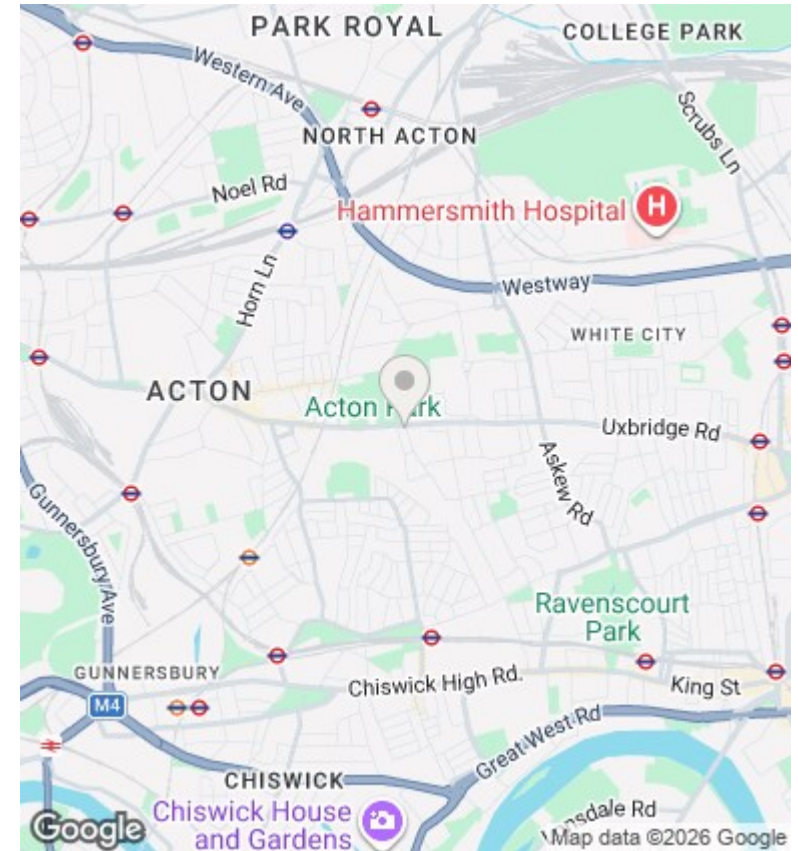 PARK ROYAL
COLLEGE PARK
Western Ave
Scrubs Ln
NORTH ACTON
Noel Rd
Hammersmith Hospital
H
Horn Ln
Westway
WHITE CITY
ACTON
Acton Park
Uxbridge Rd
Askew Rd
Gunnersbury Ave
Ravenscourt
Park
GUNNERSBURY
Chiswick High Rd.
King St
M4
Great West Rd
CHISWICK
Chiswick House
and Gardens
Google
Map data ©2026 Google